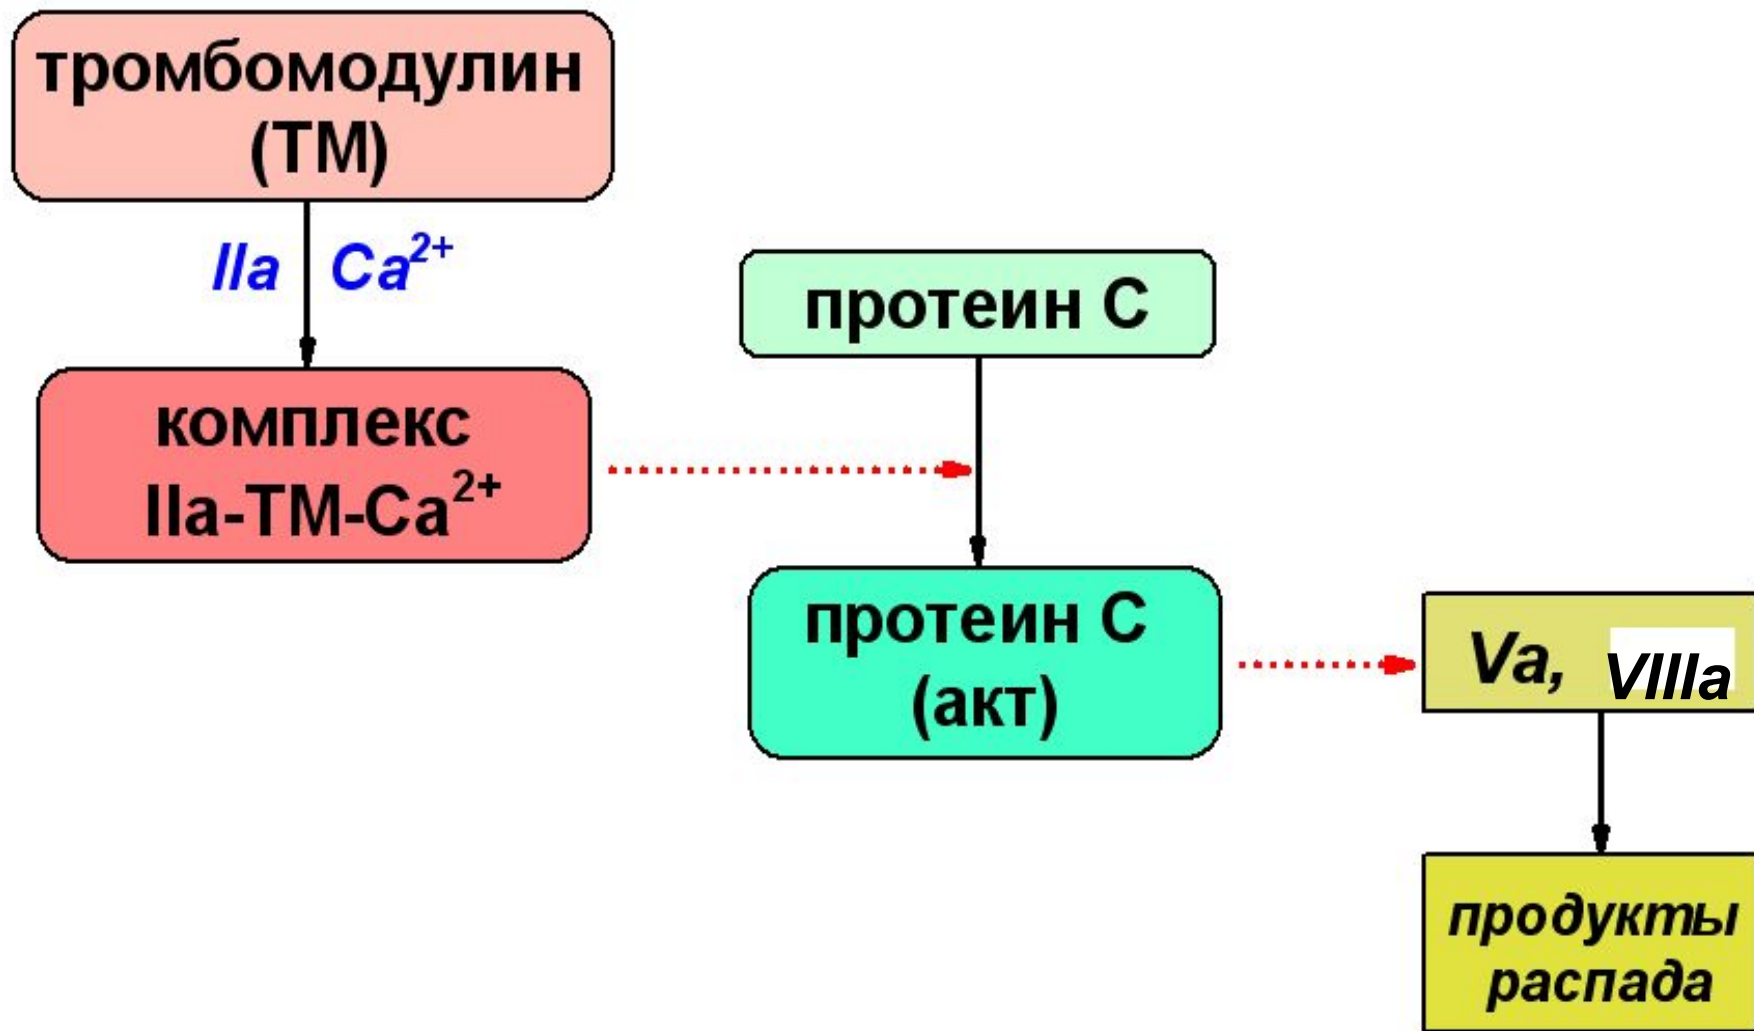 тромбомодулин
(ТМ)
IIa Ca²⁺
комплекс
IIa-ТМ-Ca²⁺
протеин С
протеин С
(акт)
Va, VIIIa
продукты
распада